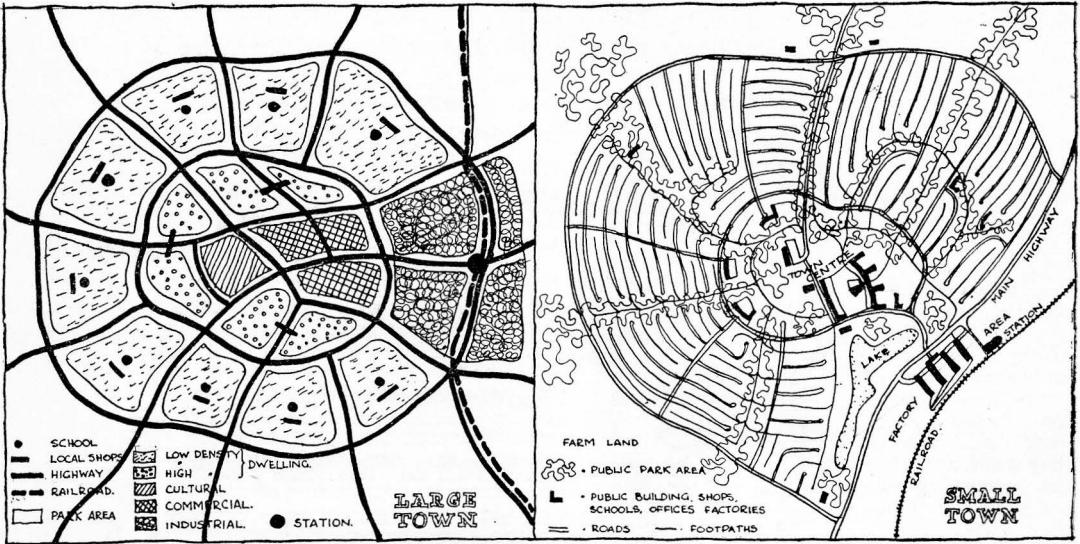 SCHOOL
LOCAL SHOPS
HIGHWAY
RAILROAD.
PARK AREA
LOW DENSITY
HIGH "
DWELLING.
CULTURAL
COMMERCIAL.
INDUSTRIAL.
STATION.
LARGE
TOWN
TOWN
CENTRE
LAKE
MAIN HIGHWAY
STATION
FACTORY AREA
RAILROAD
FARM LAND
• PUBLIC PARK AREA
• PUBLIC BUILDING, SHOPS,
SCHOOLS, OFFICES FACTORIES
• ROADS — • FOOTPATHS
SMALL
TOWN